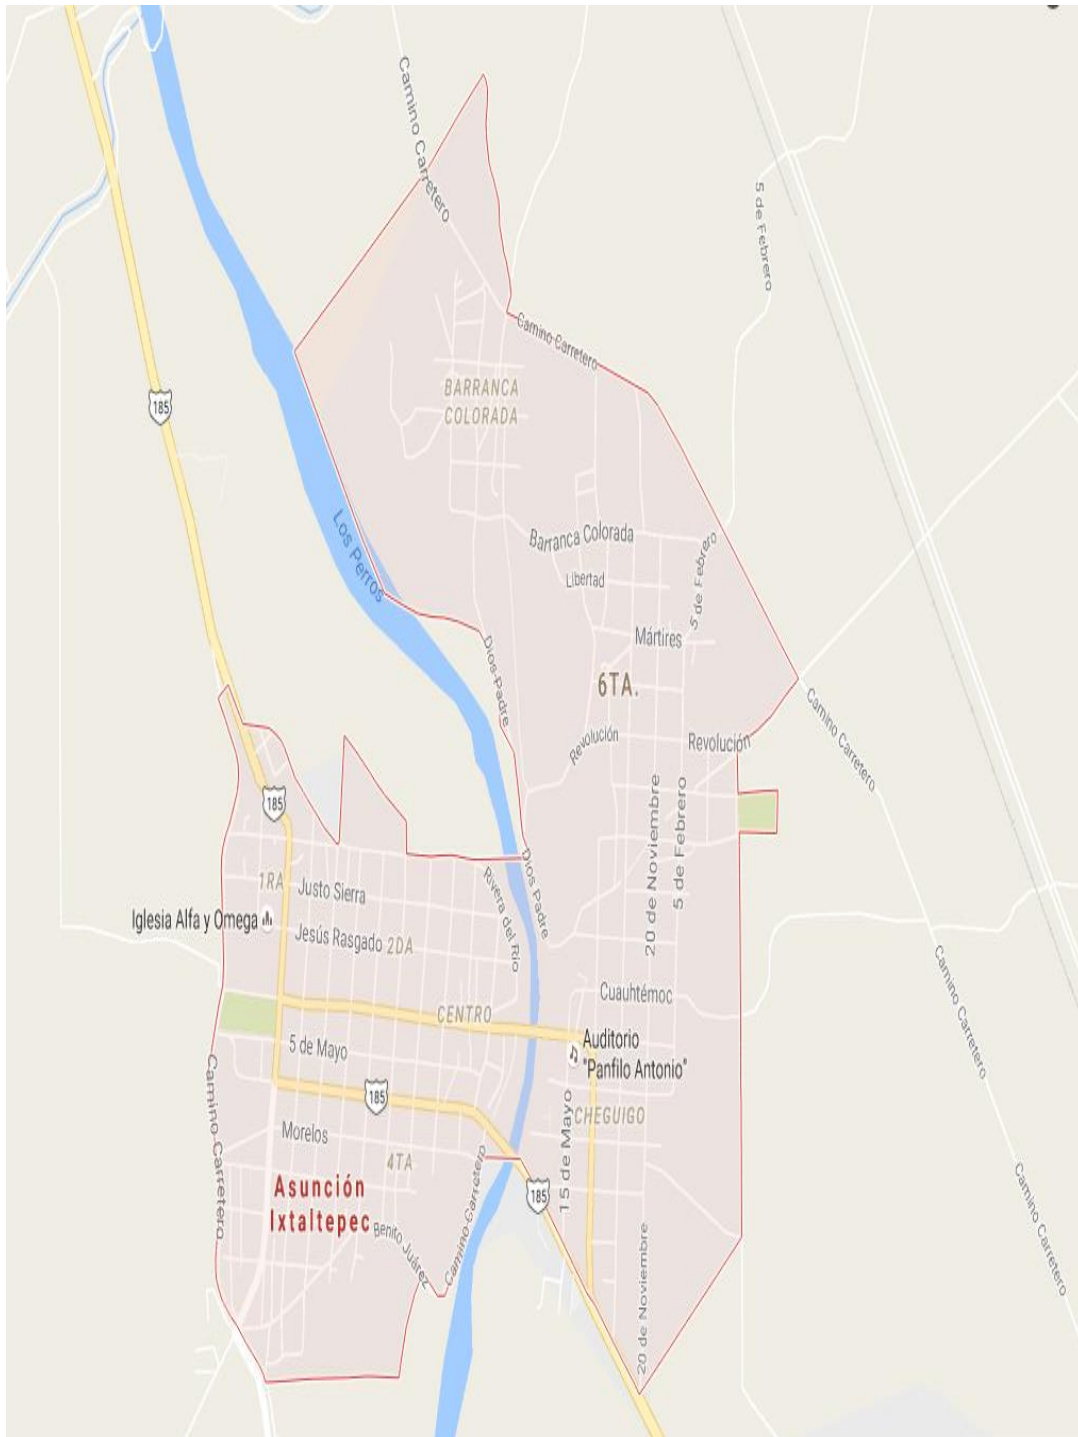 Camino Carretero
5 de Febrero
Camino Carretero
BARRANCA
COLORADA
185
Los Perros
Barranca Colorada
5 de Febrero
Libertad
Mártires
Dios Padre
6TA.
Camino Carretero
Revolución
Revolución
185
20 de Noviembre
5 de Febrero
Dios Padre
1RA
Justo Sierra
Rivera del Río
Iglesia Alfa y Omega
Jesús Rasgado
2DA
CENTRO
Cuauhtémoc
Camino Carretero
5 de Mayo
Auditorio
"Panfilo Antonio"
Camino Carretero
185
CHEGUIGO
15 de Mayo
Morelos
4TA
Camino Carretero
Asunción
Ixtaltepec
185
Benito Juárez
20 de Noviembre
Camino Carretero